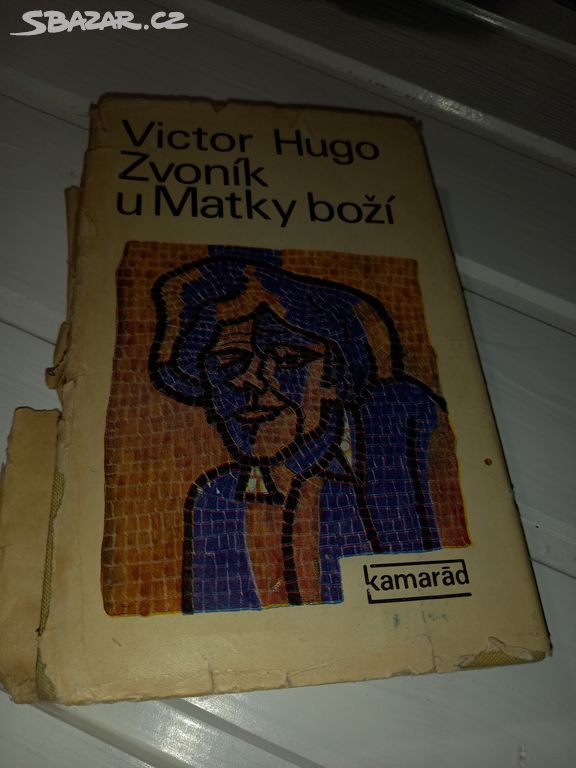 SBAZAR.CZ
Victor Hugo
Zvoník
u Matky boží
kamarád